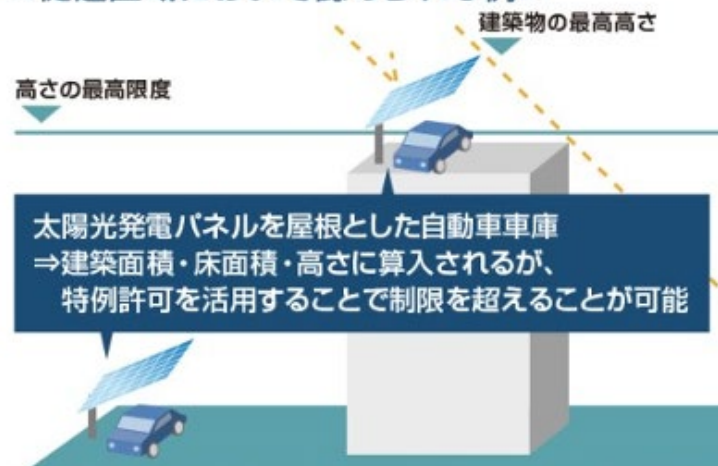 建築物の最高高さ
高さの最高限度
太陽光発電パネルを屋根とした自動車車庫
⇒建築面積・床面積・高さに算入されるが、
特例許可を活用することで制限を超えることが可能